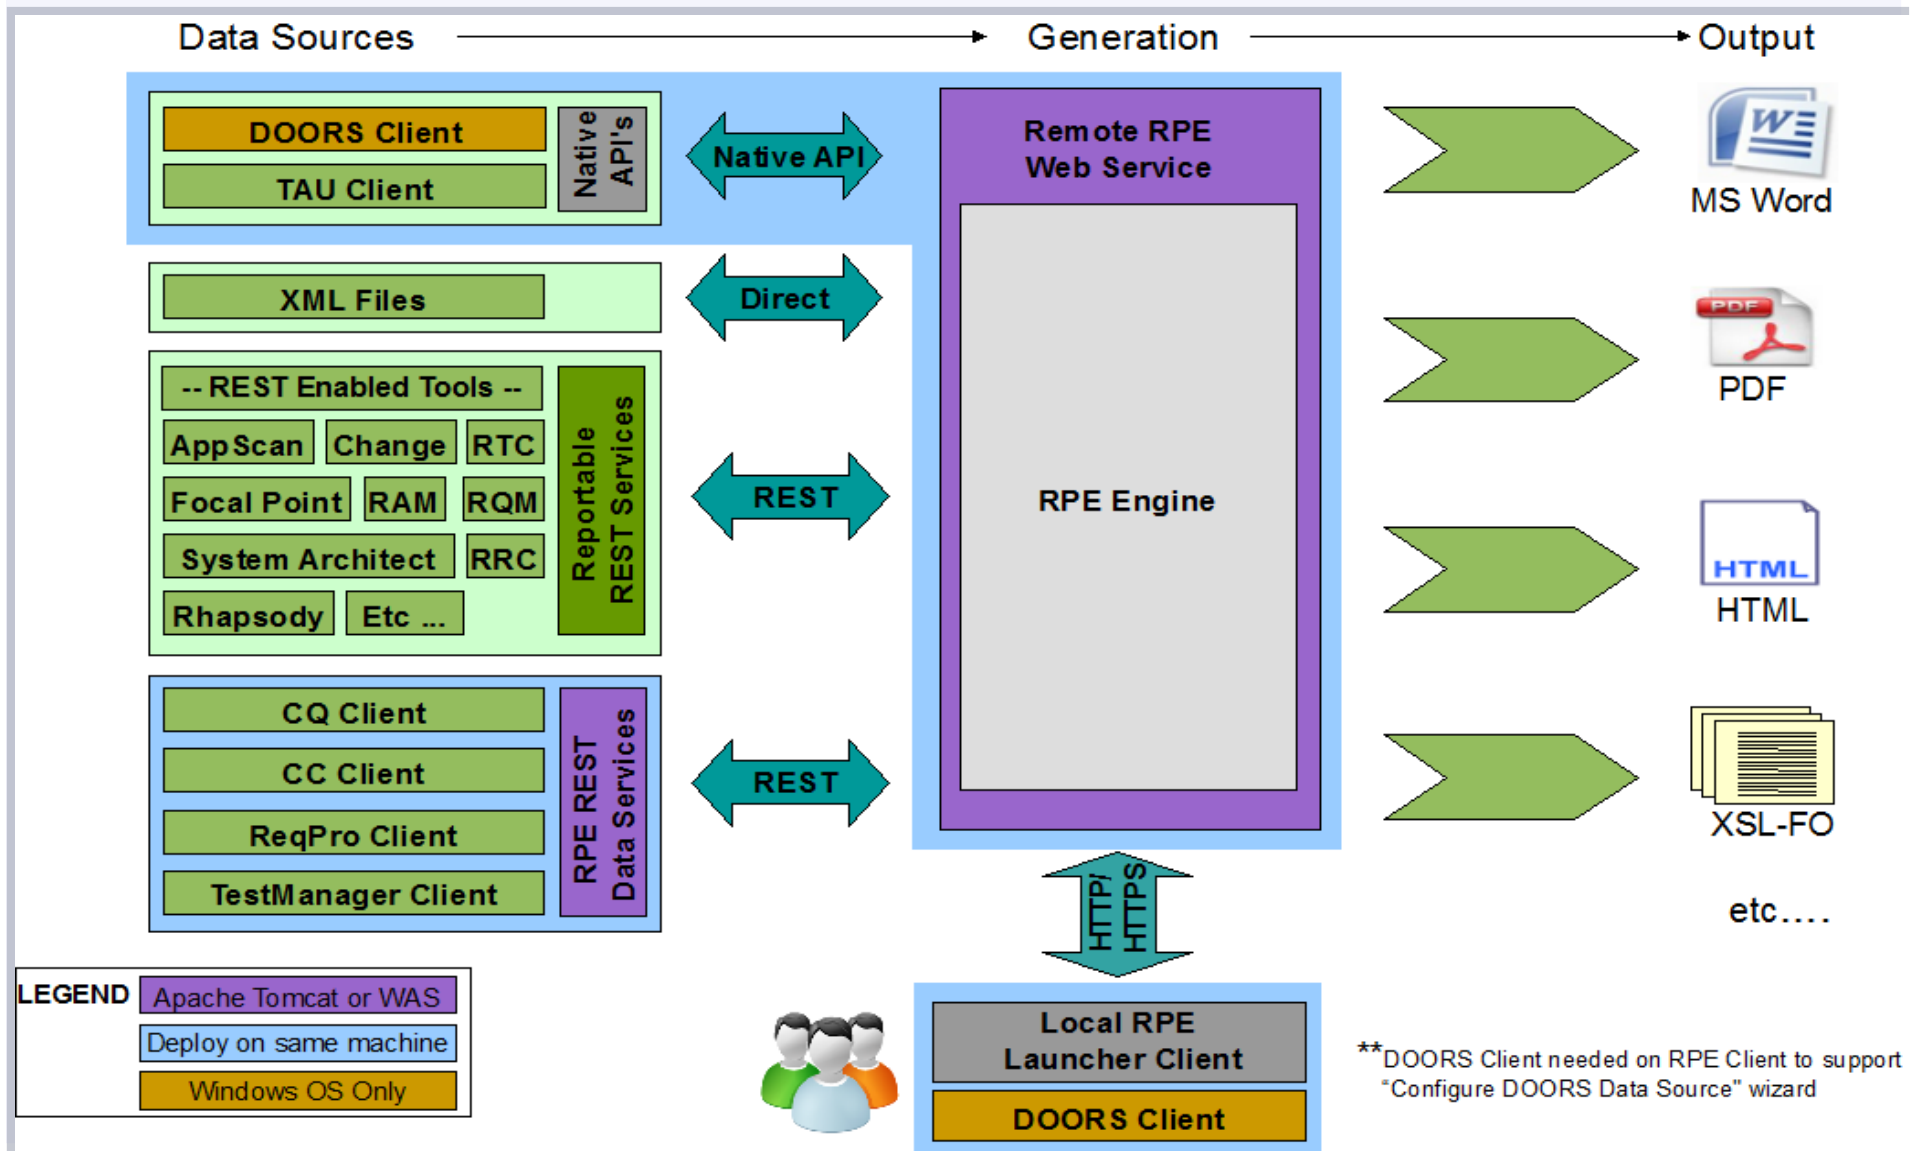 Data Sources
Generation
Output
DOORS Client
TAU Client
Native
API's
Native API
Remote RPE
Web Service
MS Word
XML Files
Direct
PDF
PDF
-- REST Enabled Tools --
AppScan
Change
RTC
Focal Point
RAM
RQM
System Architect
RRC
Rhapsody
Etc ...
Reportable
REST Services
REST
RPE Engine
HTML
HTML
CQ Client
CC Client
ReqPro Client
TestManager Client
RPE REST
Data Services
REST
XSL-FO
etc....
HTTP/
HTTPS
LEGEND
Apache Tomcat or WAS
Deploy on same machine
Windows OS Only
Local RPE
Launcher Client
DOORS Client
**DOORS Client needed on RPE Client to support
“Configure DOORS Data Source" wizard